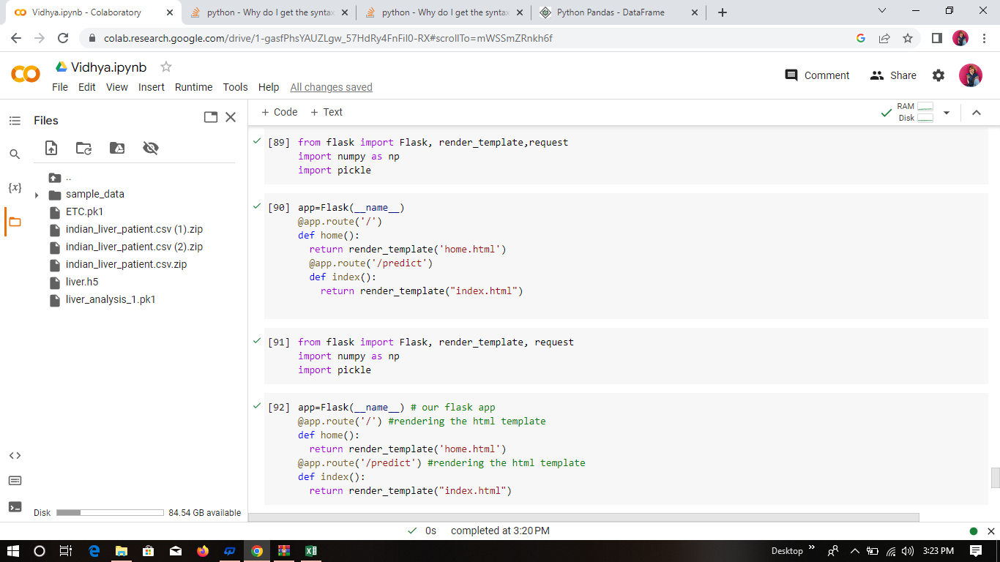 Vidhya.ipynb - Colaboratory
python - Why do I get the syntax
python - Why do I get the syntax
Python Pandas - DataFrame
colab.research.google.com/drive/1-gasfPhsYAUZLgw_57HdRy4FnFiI0-RX#scrollTo=mWSSmZRnkh6f
Vidhya.ipynb
File Edit View Insert Runtime Tools Help All changes saved
Comment Share
Files
+ Code + Text
RAM
Disk
{x}
..
sample_data
ETC.pk1
indian_liver_patient.csv (1).zip
indian_liver_patient.csv (2).zip
indian_liver_patient.csv.zip
liver.h5
liver_analysis_1.pk1
Disk 84.54 GB available
[89] from flask import Flask, render_template,request
import numpy as np
import pickle
[90] app=Flask(__name__)
@app.route('/')
def home():
  return render_template('home.html')
  @app.route('/predict')
  def index():
    return render_template("index.html")
[91] from flask import Flask, render_template, request
import numpy as np
import pickle
[92] app=Flask(__name__) # our flask app
@app.route('/') #rendering the html template
def home():
  return render_template('home.html')
@app.route('/predict') #rendering the html template
def index():
  return render_template("index.html")
0s completed at 3:20 PM
Desktop
3:23 PM